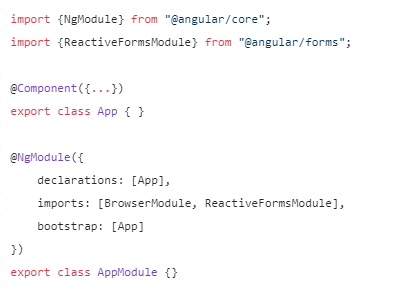 import {NgModule} from "@angular/core";
import {ReactiveFormsModule} from "@angular/forms";
@Component({...})
export class App { }
@NgModule({
declarations: [App],
imports: [BrowserModule, ReactiveFormsModule],
bootstrap: [App]
})
export class AppModule {}